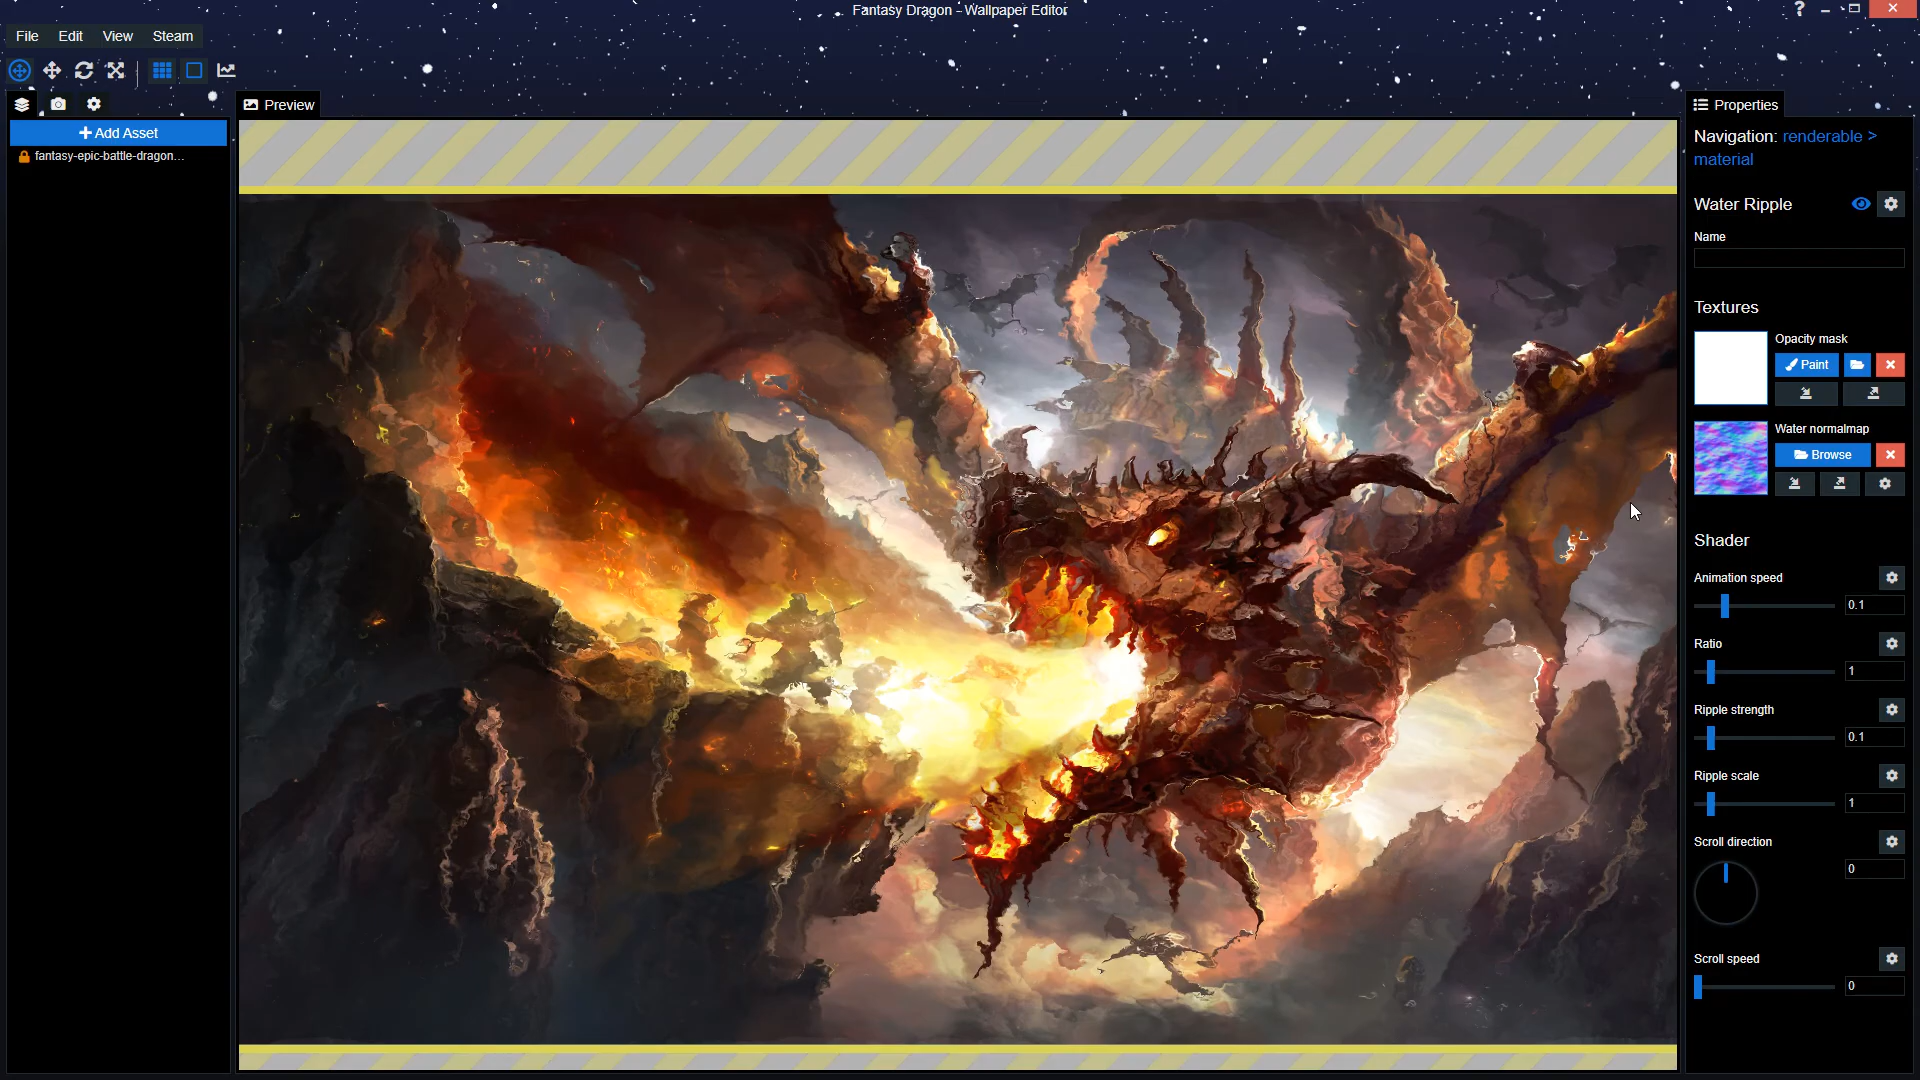 Fantasy Dragon - Wallpaper Editor
File Edit View Steam
Preview
Properties
Add Asset
fantasy-epic-battle-dragon...
Navigation: renderable >
material
Water Ripple
Name
Textures
Opacity mask
Paint
Water normalmap
Browse
Shader
Animation speed
0.1
Ratio
1
Ripple strength
0.1
Ripple scale
1
Scroll direction
0
Scroll speed
0